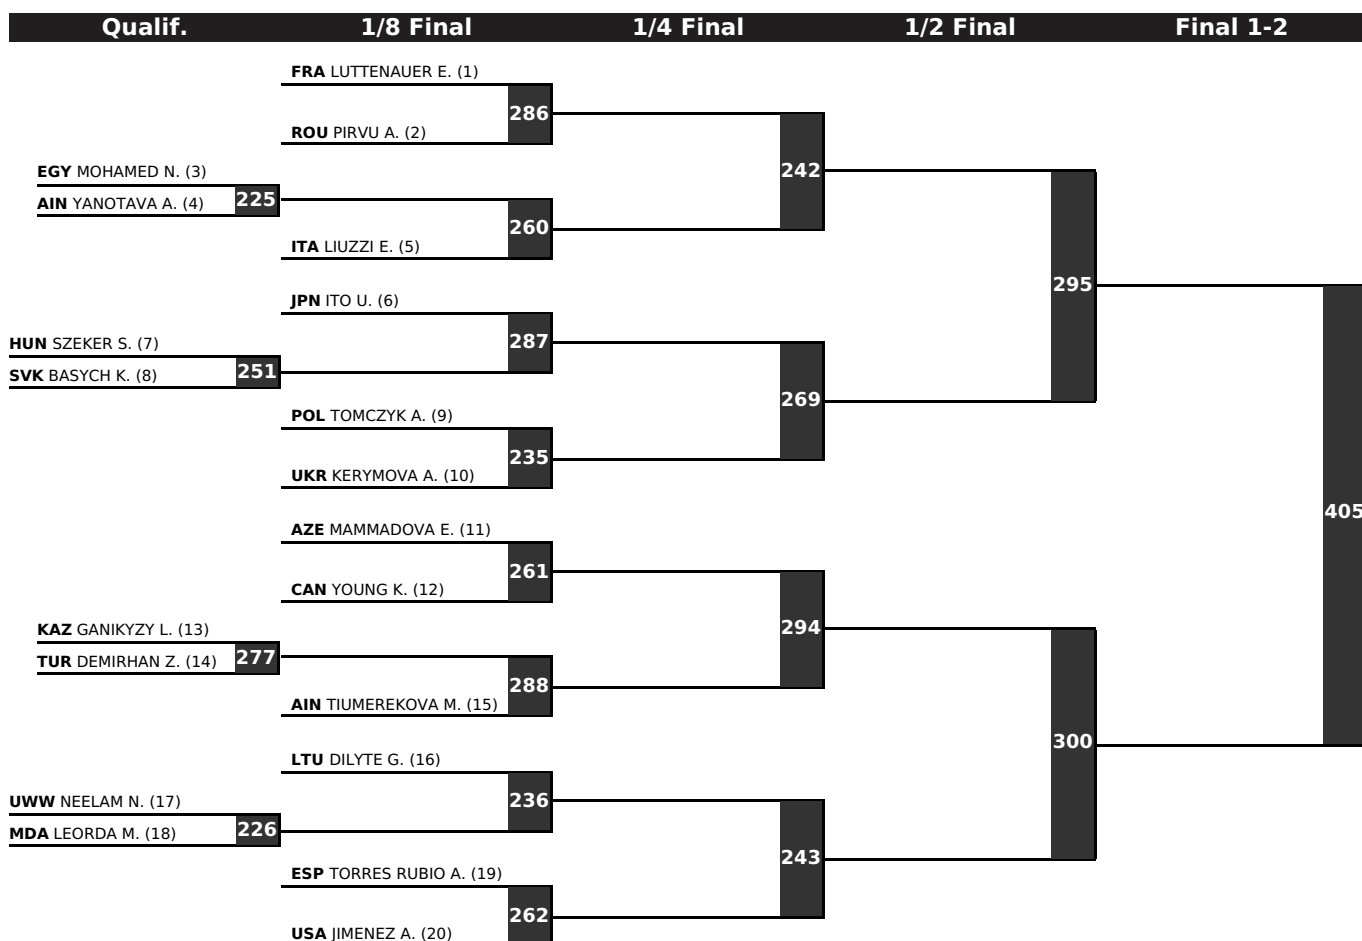 Qualif. 1/8 Final 1/4 Final 1/2 Final Final 1-2
FRA LUTTENAUER E. (1)
286
ROU PIRVU A. (2)
EGY MOHAMED N. (3)
242
AIN YANOTAVA A. (4) 225
260
ITA LIUZZI E. (5)
295
JPN ITO U. (6)
HUN SZEKER S. (7)
287
SVK BASYCH K. (8) 251
269
POL TOMCZYK A. (9)
235
UKR KERYMOVA A. (10)
405
AZE MAMMADOVA E. (11)
261
CAN YOUNG K. (12)
KAZ GANIKYZY L. (13)
294
TUR DEMIRHAN Z. (14) 277
288
AIN TIUMEREKOVA M. (15)
300
LTU DILYTE G. (16)
UWW NEELAM N. (17)
236
MDA LEORDA M. (18) 226
243
ESP TORRES RUBIO A. (19)
262
USA JIMENEZ A. (20)